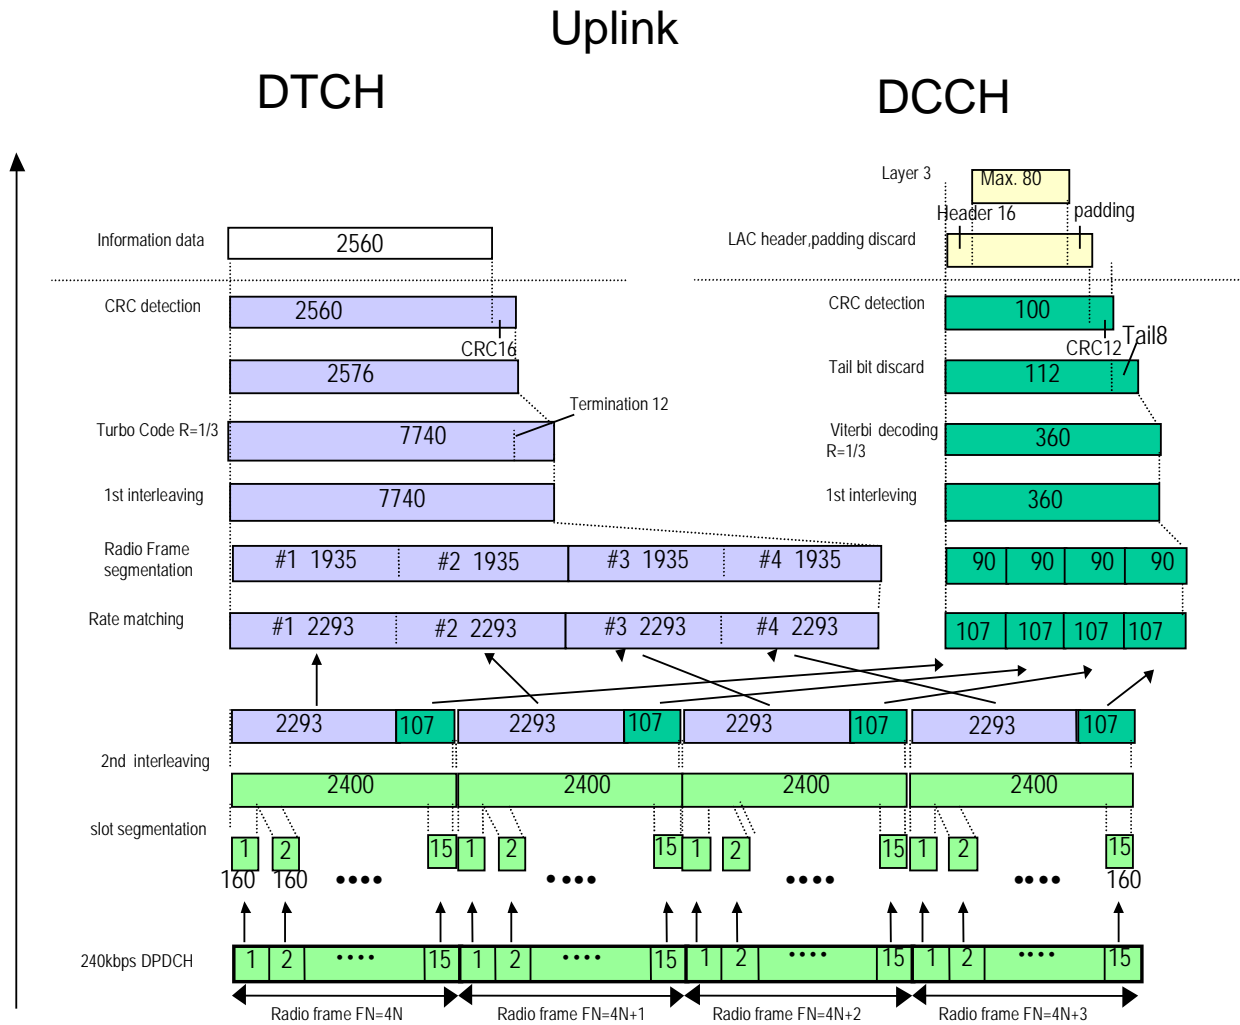 Uplink
DTCH
DCCH
Layer 3
Max. 80
Header 16
padding
Information data
2560
LAC header,padding discard
CRC detection
2560
CRC16
CRC detection
100
CRC12
Tail8
2576
Tail bit discard
112
Termination 12
Turbo Code R=1/3
7740
Viterbi decoding
R=1/3
360
1st interleaving
7740
1st interleving
360
Radio Frame
segmentation
#1 1935
#2 1935
#3 1935
#4 1935
90
90
90
90
Rate matching
#1 2293
#2 2293
#3 2293
#4 2293
107
107
107
107
2293
107
2293
107
2293
107
2293
107
2nd interleaving
2400
2400
2400
2400
slot segmentation
1
2
15
1
2
15
1
2
15
1
2
15
160
160
160
240kbps DPDCH
1
2
15
1
2
15
1
2
15
1
2
15
Radio frame FN=4N
Radio frame FN=4N+1
Radio frame FN=4N+2
Radio frame FN=4N+3